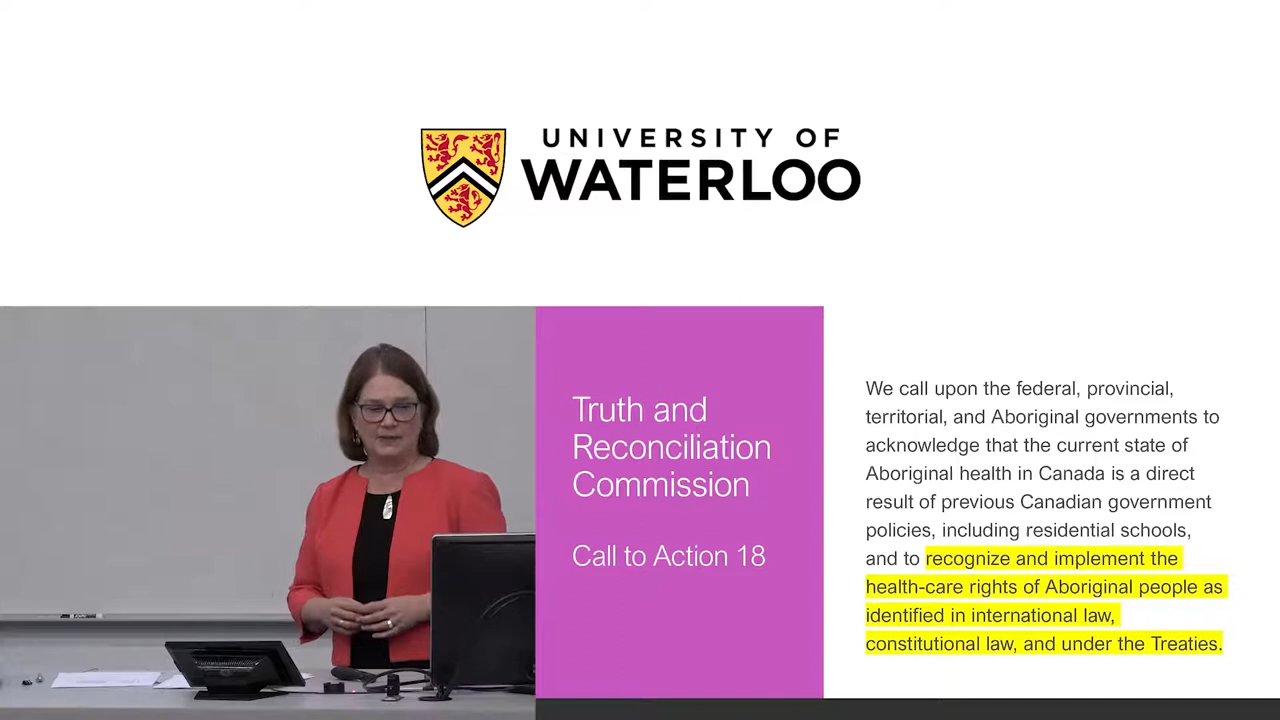 UNIVERSITY OF
WATERLOO
Truth and
Reconciliation
Commission
Call to Action 18
We call upon the federal, provincial,
territorial, and Aboriginal governments to
acknowledge that the current state of
Aboriginal health in Canada is a direct
result of previous Canadian government
policies, including residential schools,
and to recognize and implement the
health-care rights of Aboriginal people as
identified in international law,
constitutional law, and under the Treaties.